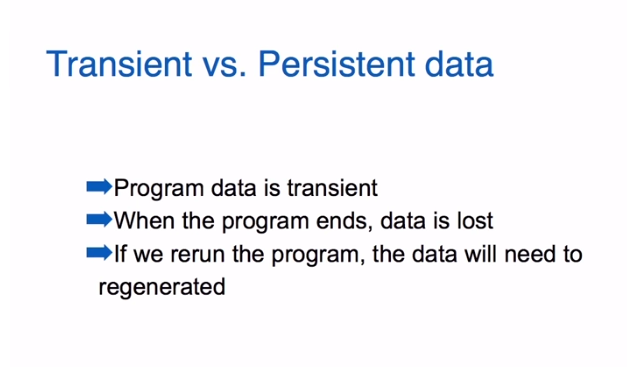 Transient vs. Persistent data
➡Program data is transient
➡When the program ends, data is lost
➡If we rerun the program, the data will need to
regenerated